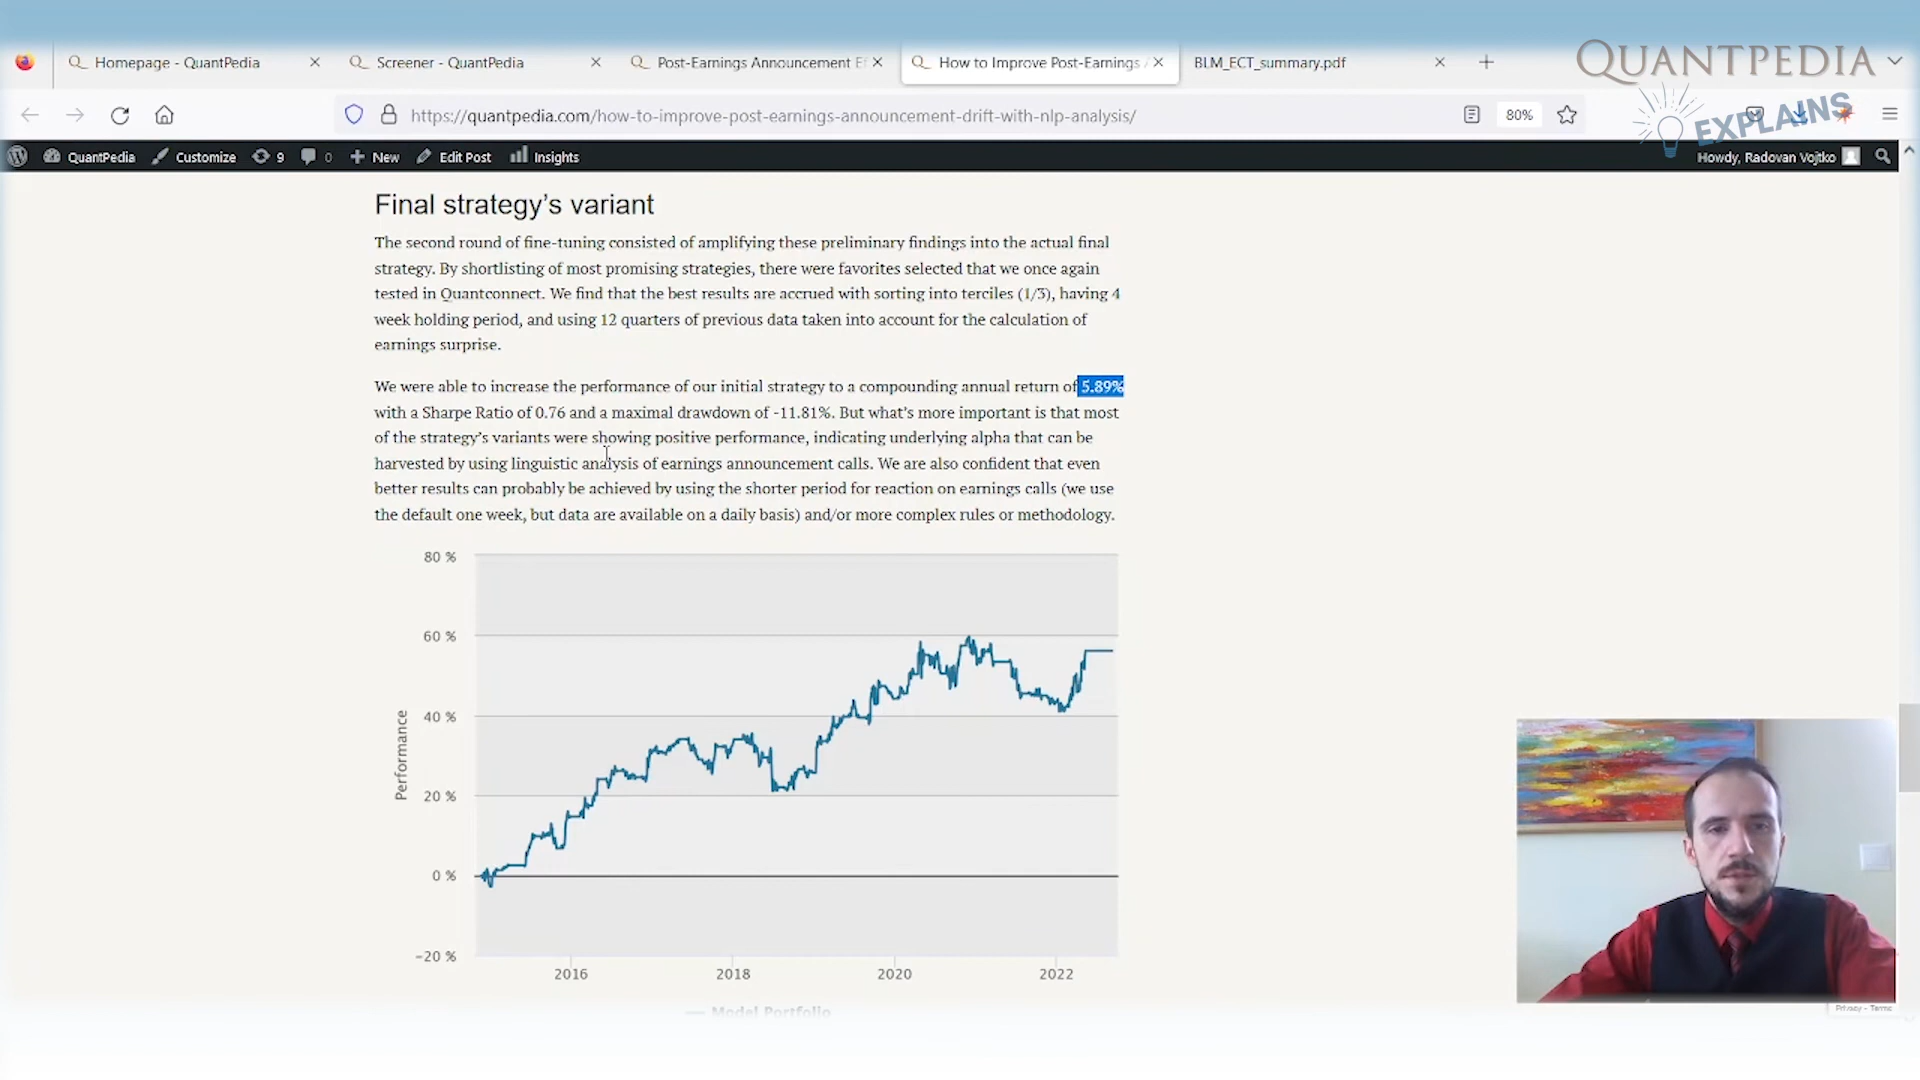 QUANTPEDIA
EXPLAINS
Homepage - QuantPedia
Screener - QuantPedia
Post-Earnings Announcement E
How to Improve Post-Earnings
BLM_ECT_summary.pdf
https://quantpedia.com/how-to-improve-post-earnings-announcement-drift-with-nlp-analysis/
80%
QuantPedia
Customize
9
0
New
Edit Post
Insights
Howdy, Radovan Vojtko
Final strategy’s variant
The second round of fine-tuning consisted of amplifying these preliminary findings into the actual final
strategy. By shortlisting of most promising strategies, there were favorites selected that we once again
tested in Quantconnect. We find that the best results are accrued with sorting into terciles (1/3), having 4
week holding period, and using 12 quarters of previous data taken into account for the calculation of
earnings surprise.
We were able to increase the performance of our initial strategy to a compounding annual return of 5.89%
with a Sharpe Ratio of 0.76 and a maximal drawdown of -11.81%. But what’s more important is that most
of the strategy’s variants were showing positive performance, indicating underlying alpha that can be
harvested by using linguistic analysis of earnings announcement calls. We are also confident that even
better results can probably be achieved by using the shorter period for reaction on earnings calls (we use
the default one week, but data are available on a daily basis) and/or more complex rules or methodology.
80 %
60 %
40 %
20 %
0 %
-20 %
Performance
2016
2018
2020
2022
Model Portfolio
Privacy - Terms